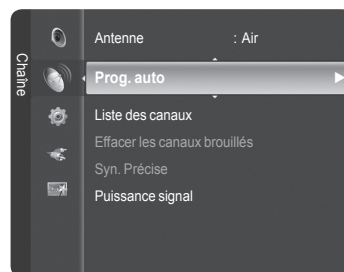 Chaîne
Antenne : Air
Prog. auto
Liste des canaux
Effacer les canaux brouillés
Syn. Précise
Puissance signal